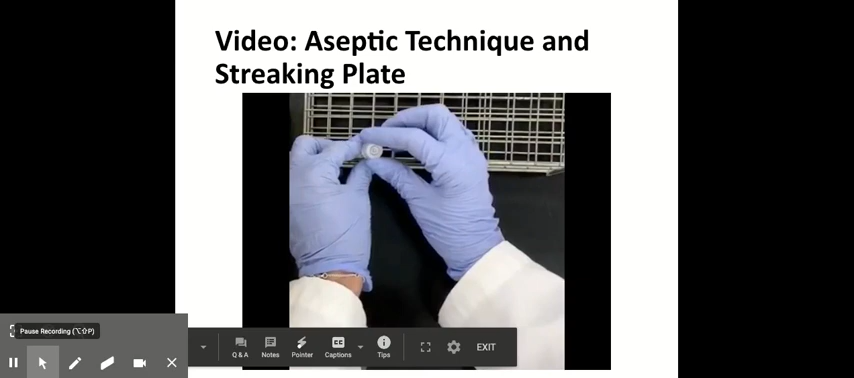 Video: Aseptic Technique and
Streaking Plate
Pause Recording (⌥⇧P)
Q & A
Notes
Pointer
Captions
Tips
EXIT